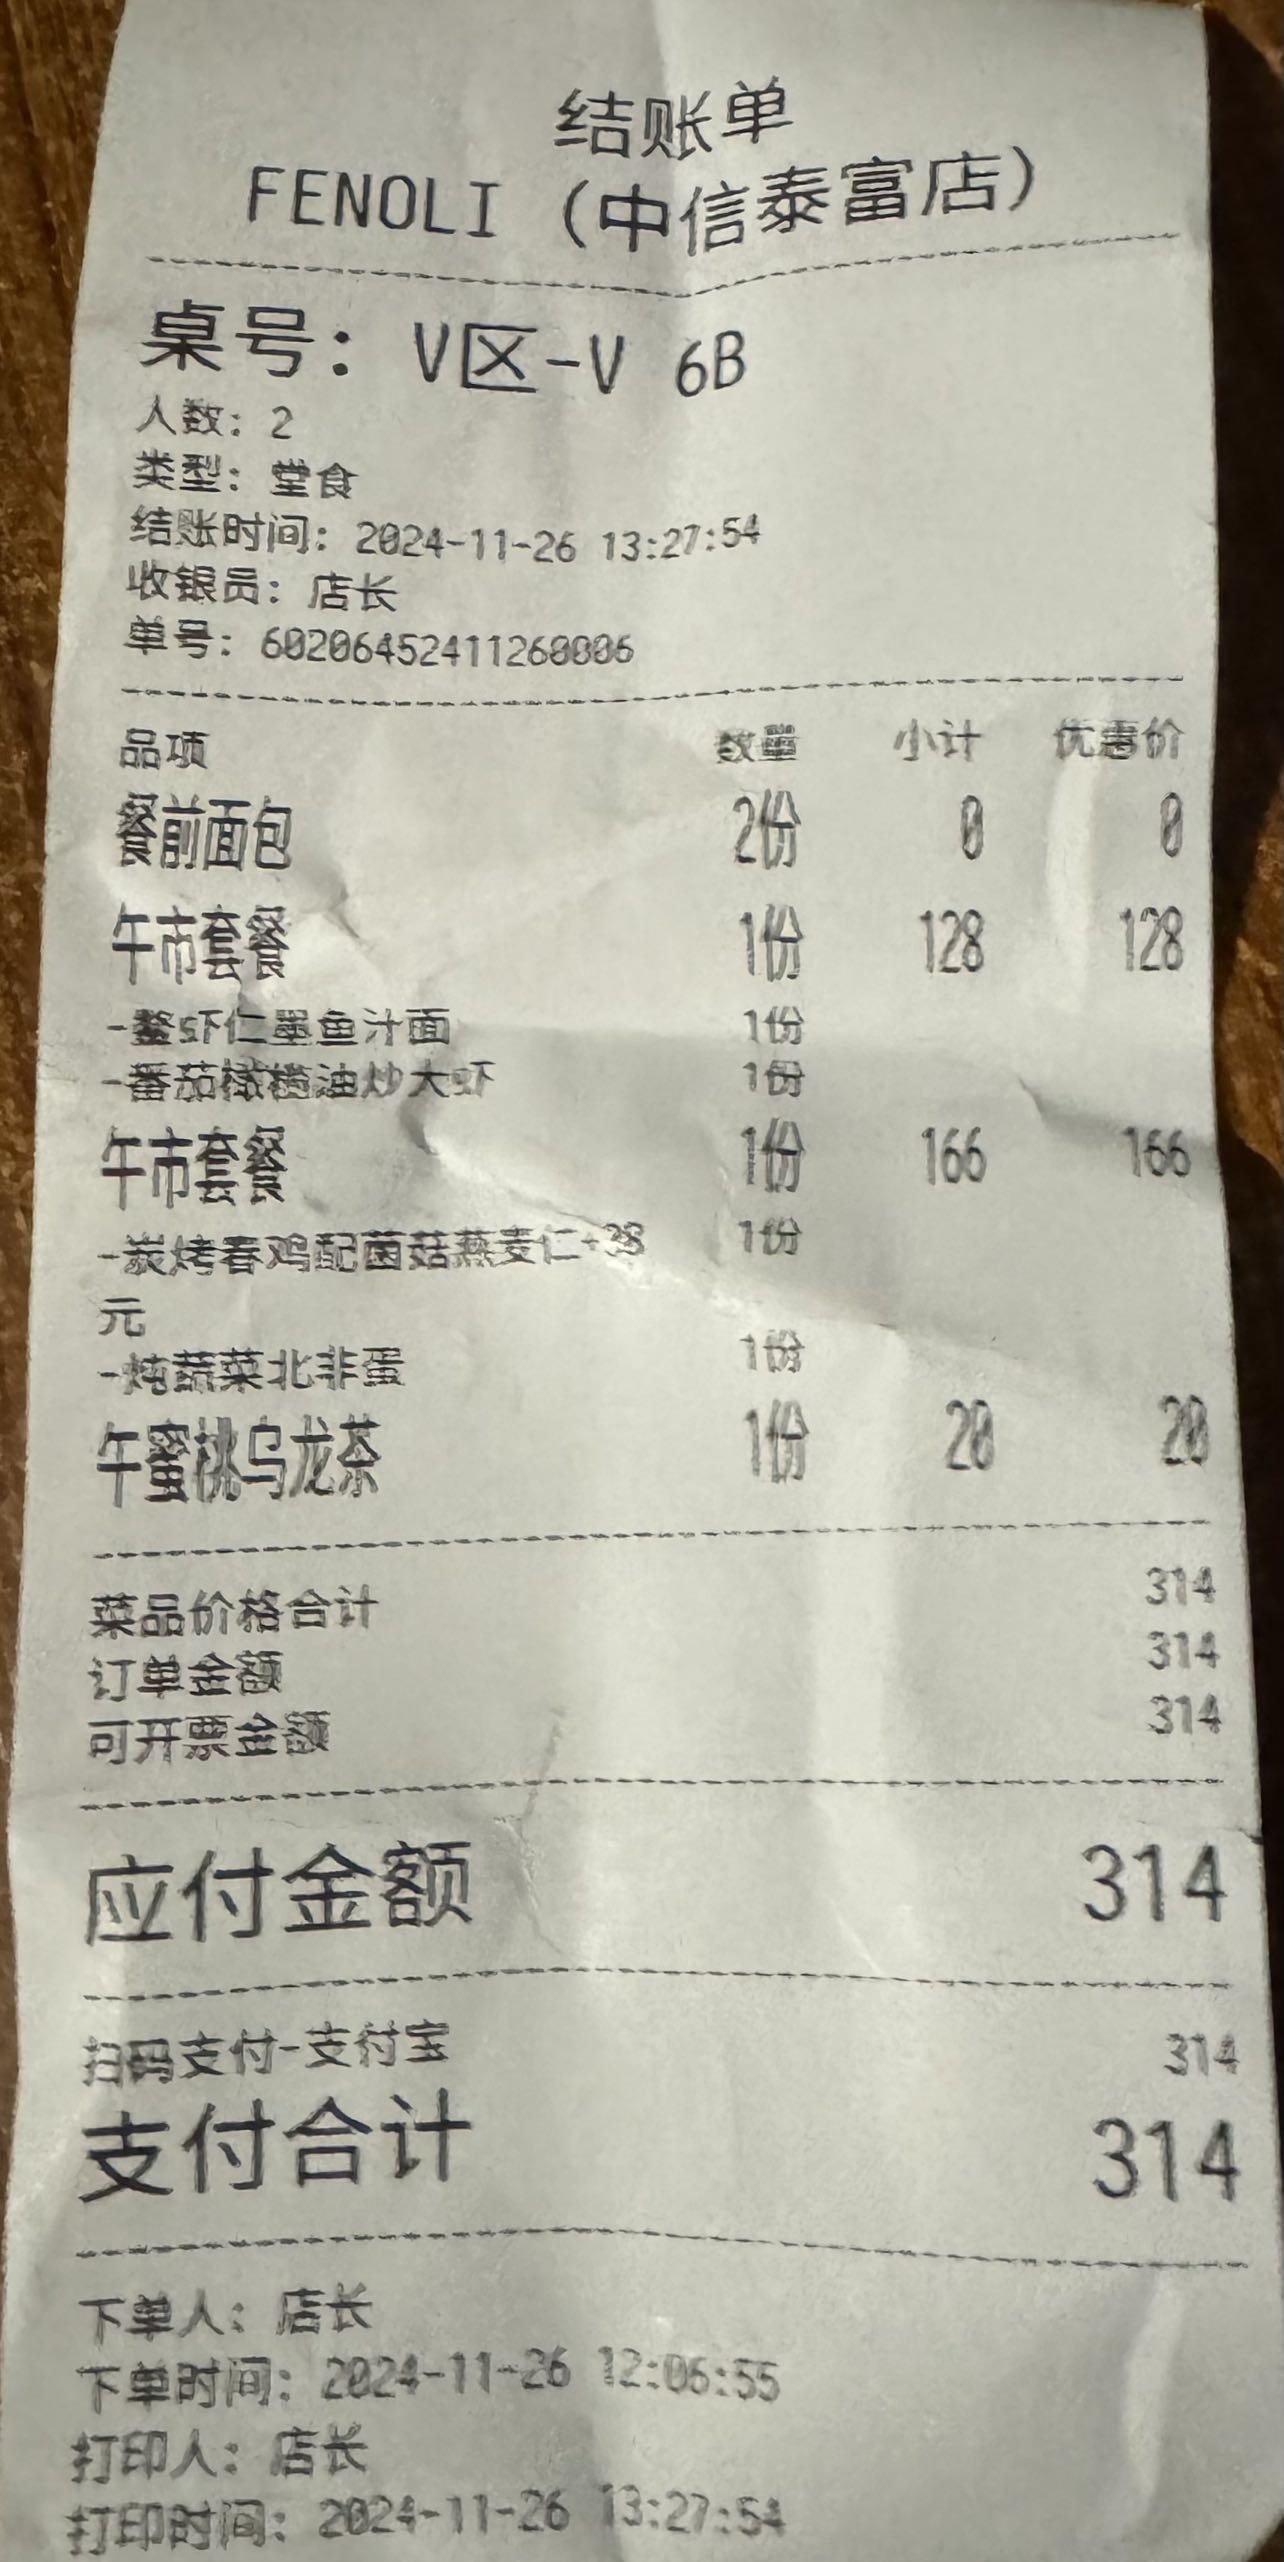 结账单
FENOLI (中信泰富店)
桌号: V区-V 6B
人数: 2
类型: 堂食
结账时间: 2024-11-26 13:27:54
收银员: 店长
单号: 60206452411260006
品项 数量 小计 优惠价
餐前面包 2份 0 0
午市套餐 1份 128 128
-螯虾仁墨鱼汁面 1份
-番茄橄榄油炒大虾 1份
午市套餐 1份 166 166
-炭烤春鸡配菌菇燕麦仁+38 1份
元
-炖蔬菜北非蛋 1份
午蜜桃乌龙茶 1份 20 20
菜品价格合计 314
订单金额 314
可开票金额 314
应付金额 314
扫码支付-支付宝 314
支付合计 314
下单人: 店长
下单时间: 2024-11-26 12:06:55
打印人: 店长
打印时间: 2024-11-26 13:27:54